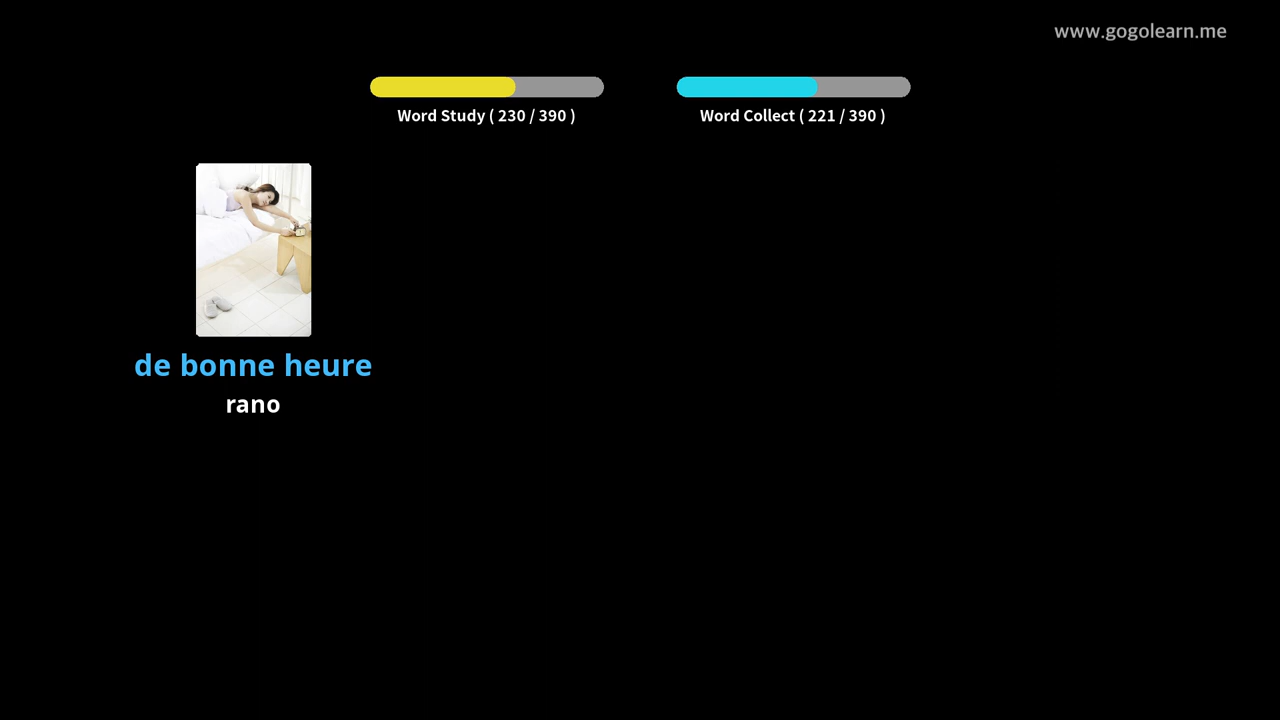 www.gogolearn.me
Word Study ( 230 / 390 )
Word Collect ( 221 / 390 )
de bonne heure
rano